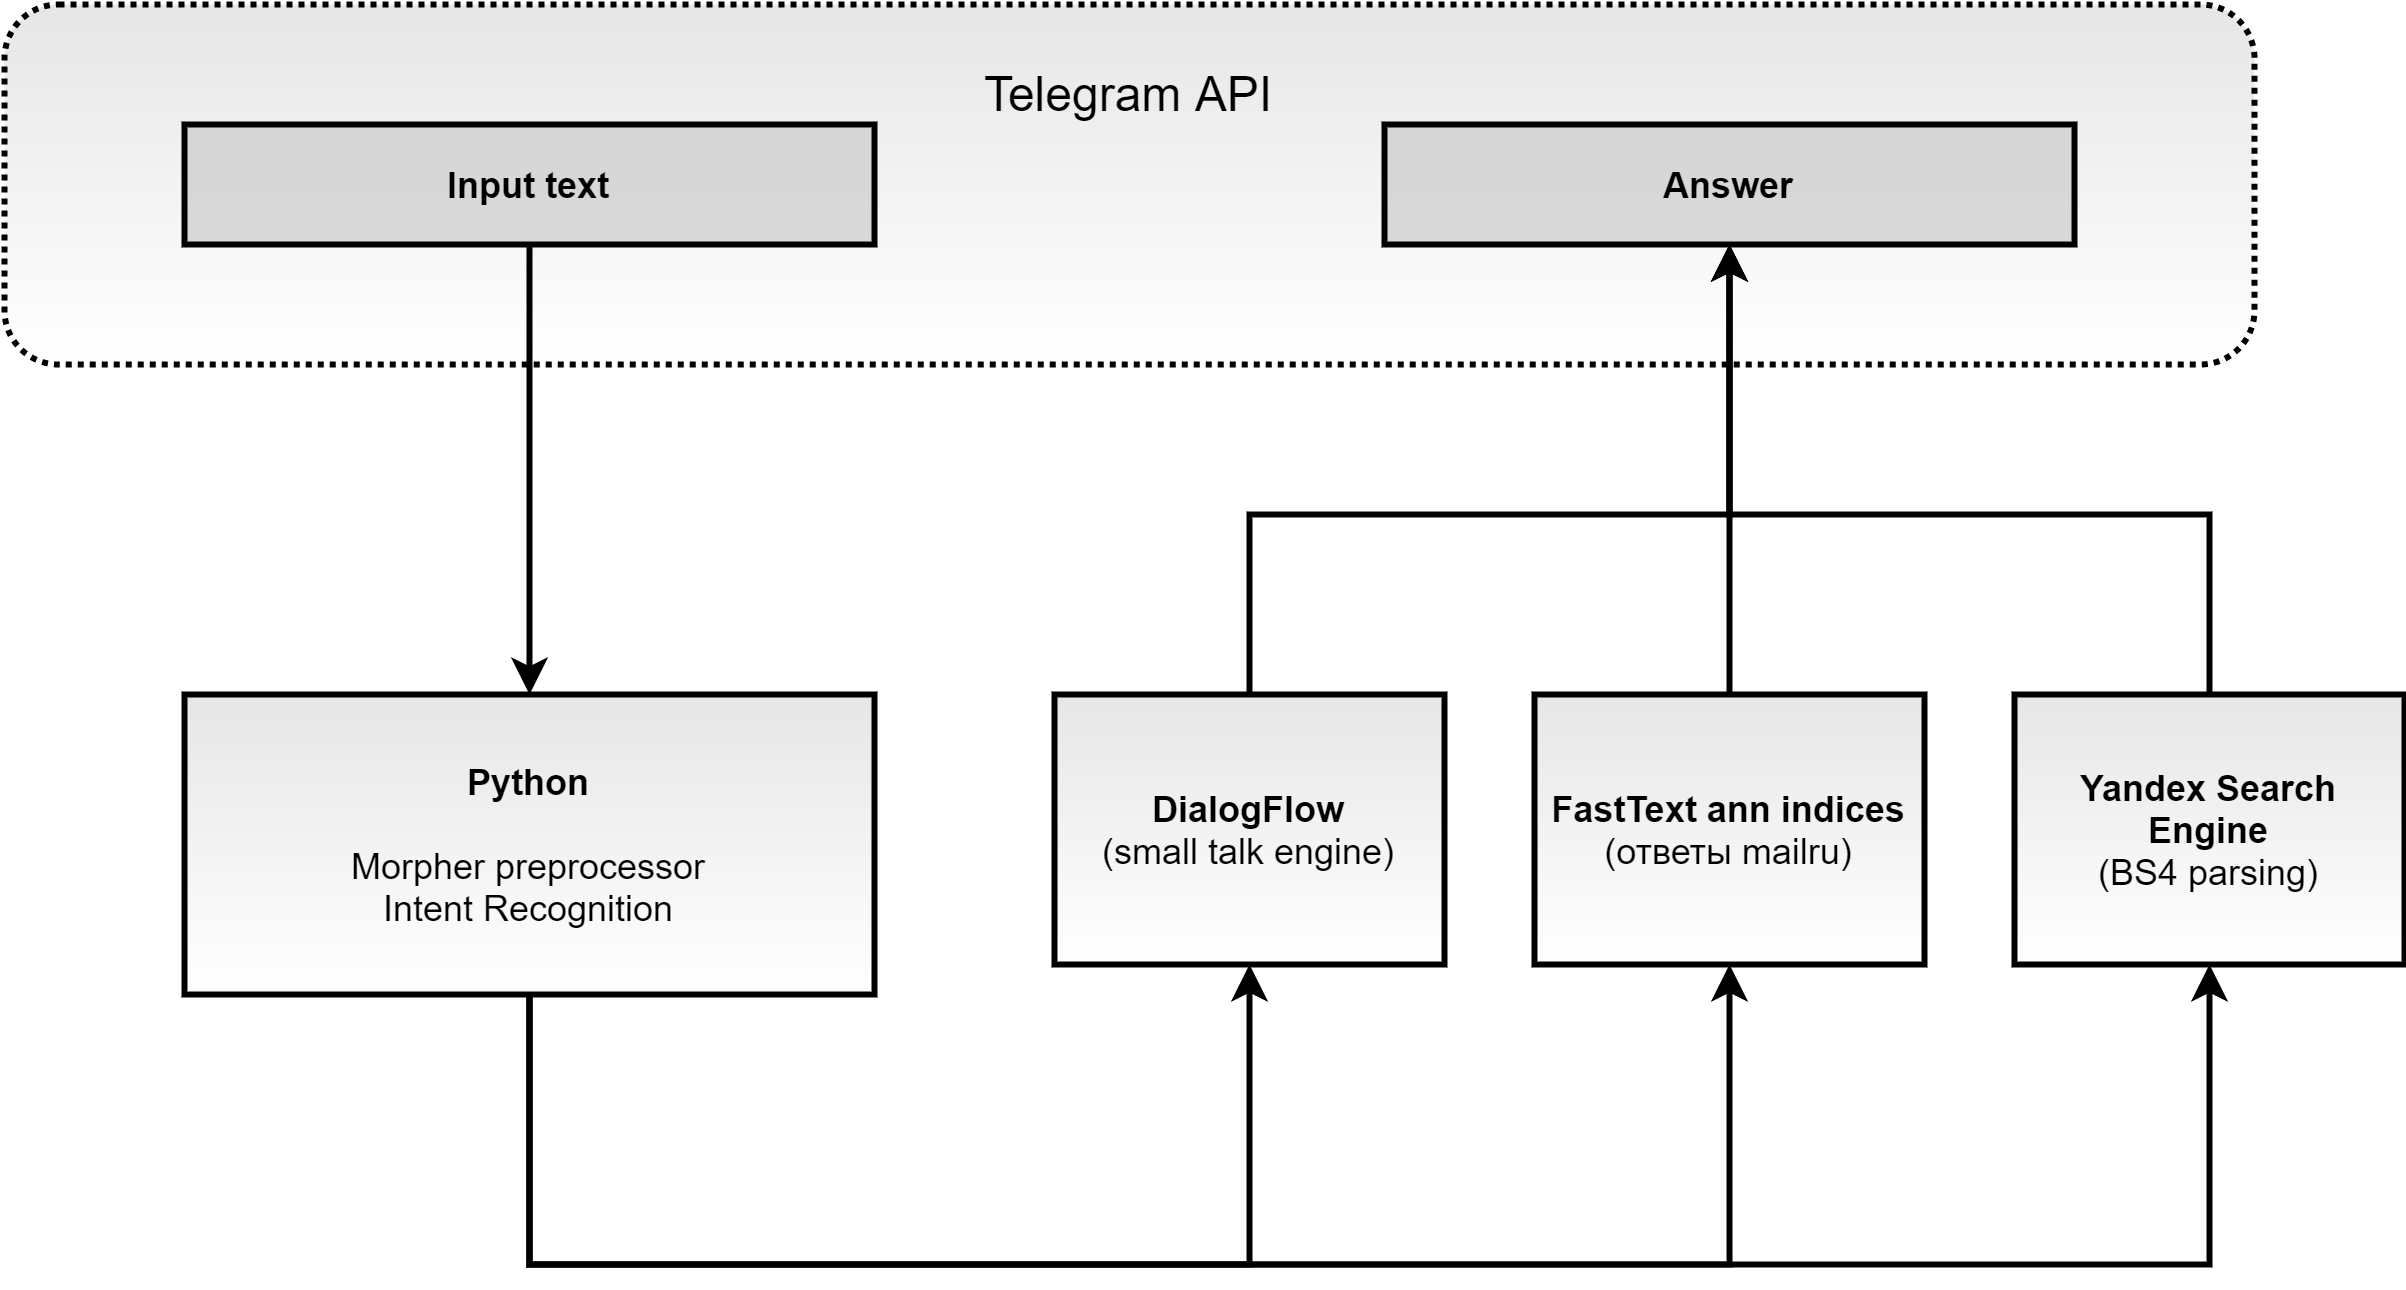 Telegram API
Input text
Answer
Python
Morpher preprocessor
Intent Recognition
DialogFlow
(small talk engine)
FastText ann indices
(ответы mailru)
Yandex Search
Engine
(BS4 parsing)